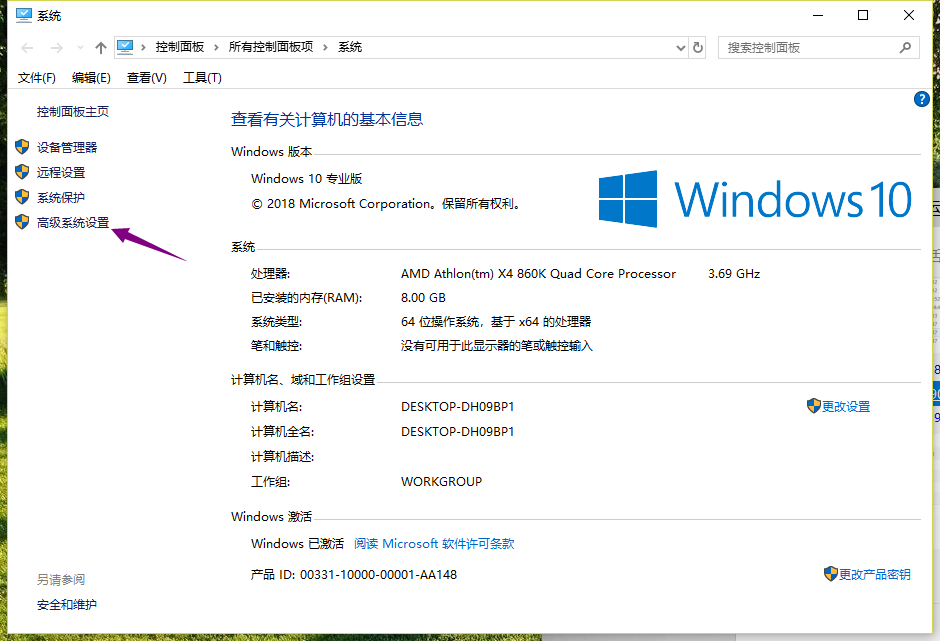 系统
控制面板 › 所有控制面板项 › 系统
搜索控制面板
文件(F) 编辑(E) 查看(V) 工具(T)
控制面板主页
设备管理器
远程设置
系统保护
高级系统设置
另请参阅
安全和维护
?
查看有关计算机的基本信息
Windows 版本
Windows 10 专业版
© 2018 Microsoft Corporation。保留所有权利。
Windows 10
系统
处理器: AMD Athlon(tm) X4 860K Quad Core Processor 3.69 GHz
已安装的内存(RAM): 8.00 GB
系统类型: 64 位操作系统，基于 x64 的处理器
笔和触控: 没有可用于此显示器的笔或触控输入
计算机名、域和工作组设置
计算机名: DESKTOP-DH09BP1 更改设置
计算机全名: DESKTOP-DH09BP1
计算机描述:
工作组: WORKGROUP
Windows 激活
Windows 已激活 阅读 Microsoft 软件许可条款
产品 ID: 00331-10000-00001-AA148 更改产品密钥